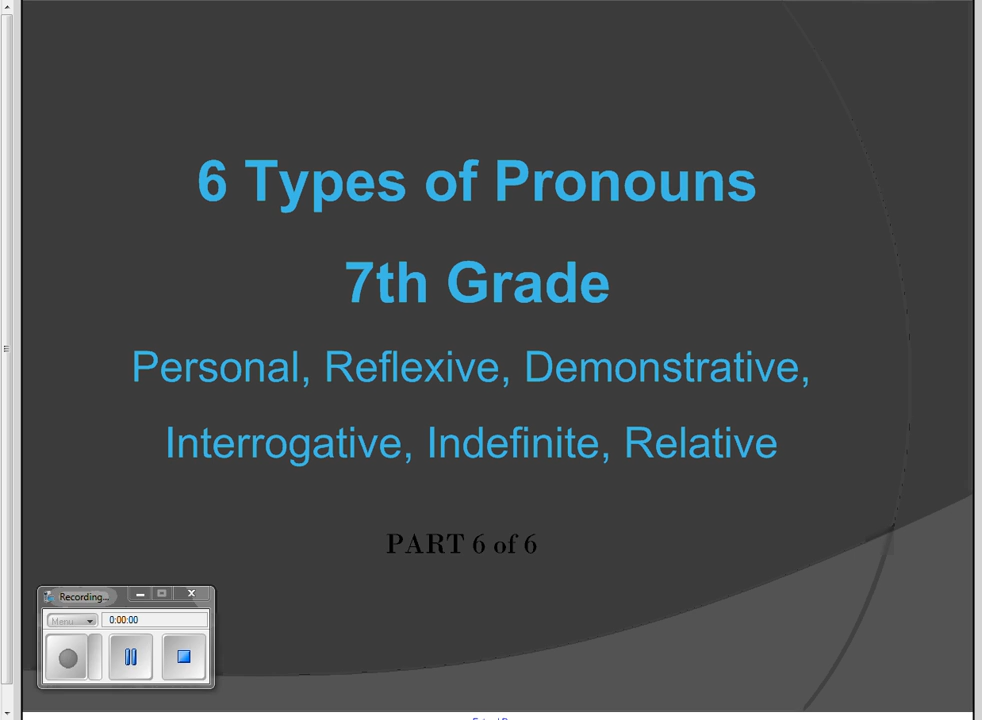 6 Types of Pronouns
7th Grade
Personal, Reflexive, Demonstrative,
Interrogative, Indefinite, Relative
PART 6 of 6
Recording...
Menu
0:00:00